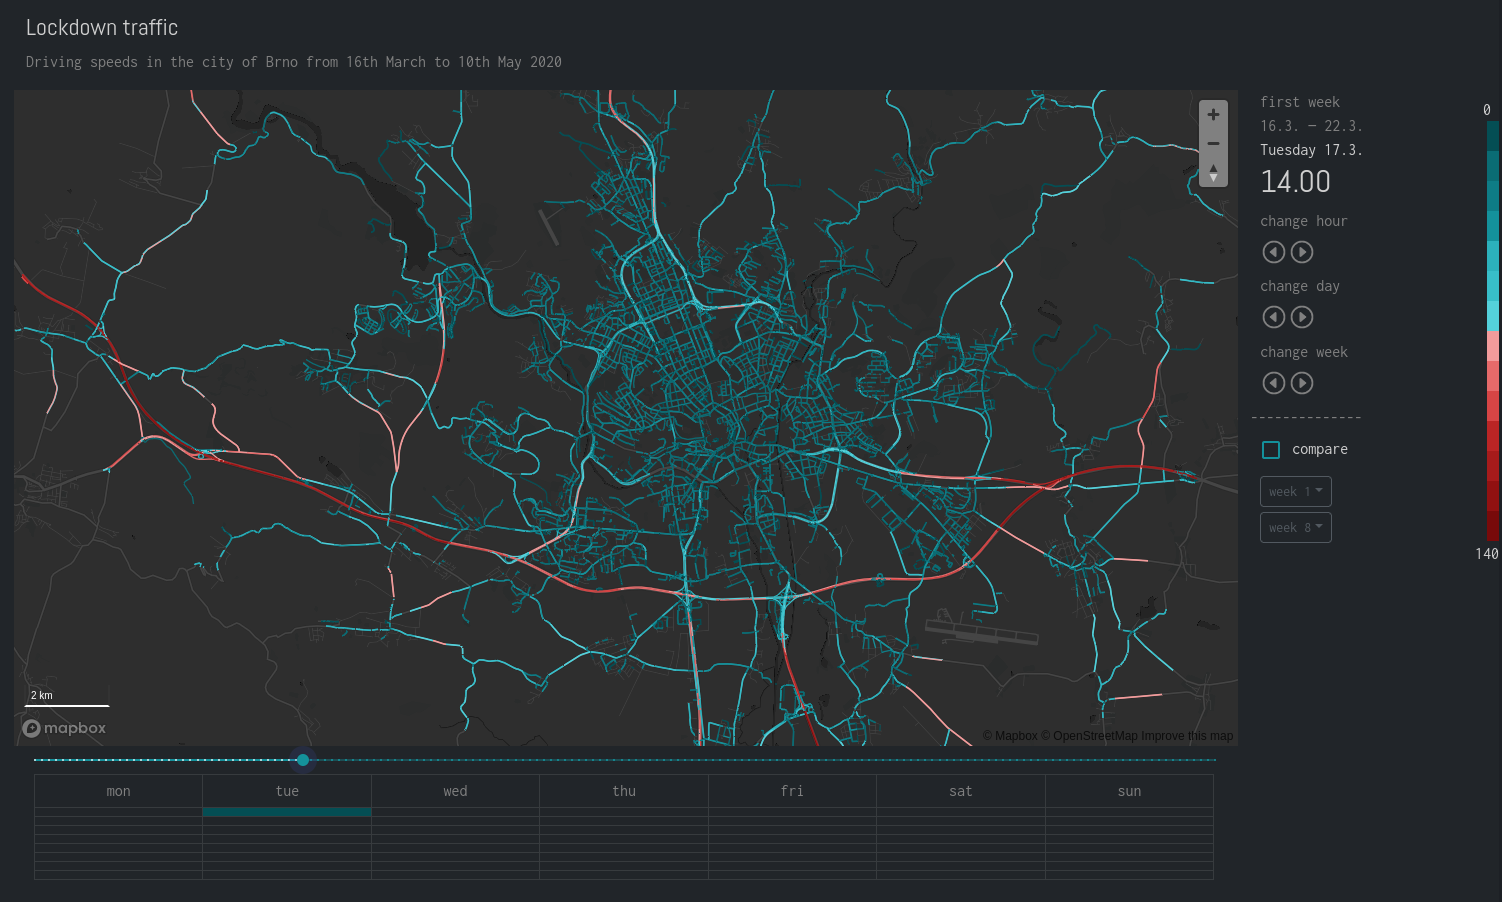 Lockdown traffic
Driving speeds in the city of Brno from 16th March to 10th May 2020
first week
16.3. – 22.3.
Tuesday 17.3.
14.00
change hour
change day
change week
compare
week 1
week 8
0
140
2 km
mapbox
© Mapbox © OpenStreetMap Improve this map
mon tue wed thu fri sat sun